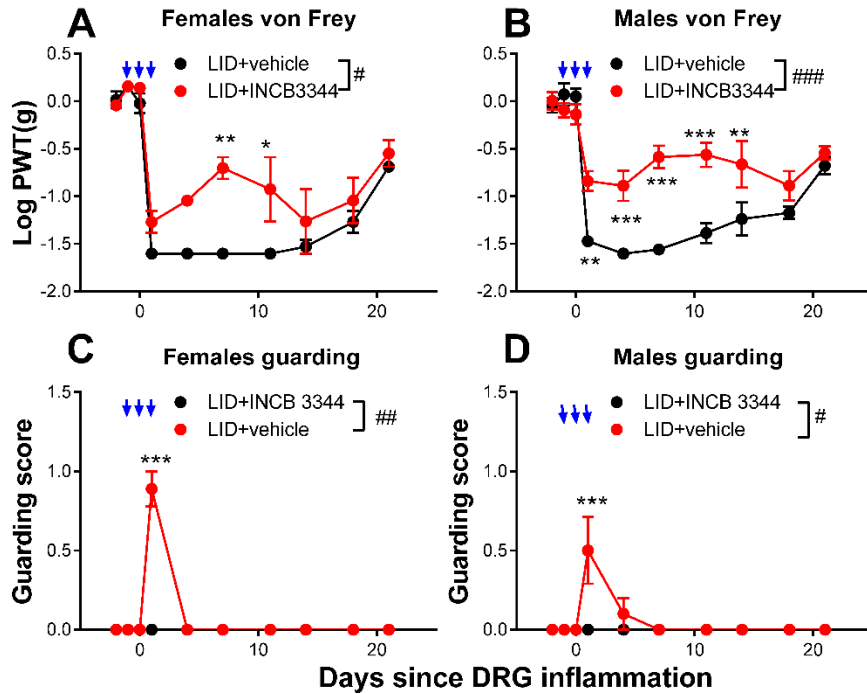 A
Females von Frey
LID+vehicle
LID+INCB3344
#
0.5
0.0
-0.5
-1.0
-1.5
-2.0
Log PWT(g)
**
*
0
10
20
B
Males von Frey
LID+vehicle
LID+INCB3344
###
0.5
0.0
-0.5
-1.0
-1.5
-2.0
***
**
***
***
**
0
10
20
C
Females guarding
LID+INCB 3344
LID+vehicle
##
1.5
1.0
0.5
0.0
Guarding score
***
0
10
20
D
Males guarding
LID+INCB 3344
LID+vehicle
#
1.5
1.0
0.5
0.0
Guarding score
***
0
10
20
Days since DRG inflammation